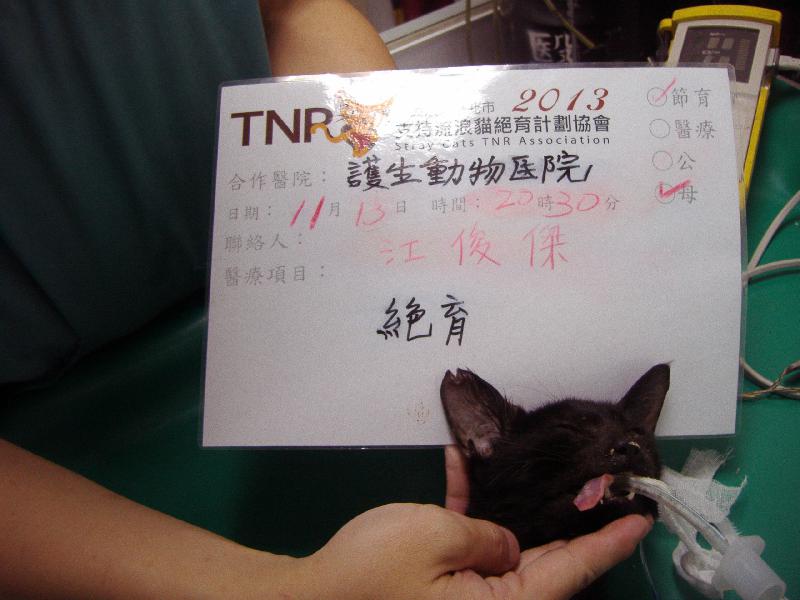 TNR 北市 2013
支持流浪貓絕育計劃協會
Stray Cats TNR Association
節育
醫療
公
母
合作醫院：護生動物医院
日期：11月13日 時間：20時30分
聯絡人：江俊傑
醫療項目：
絕育